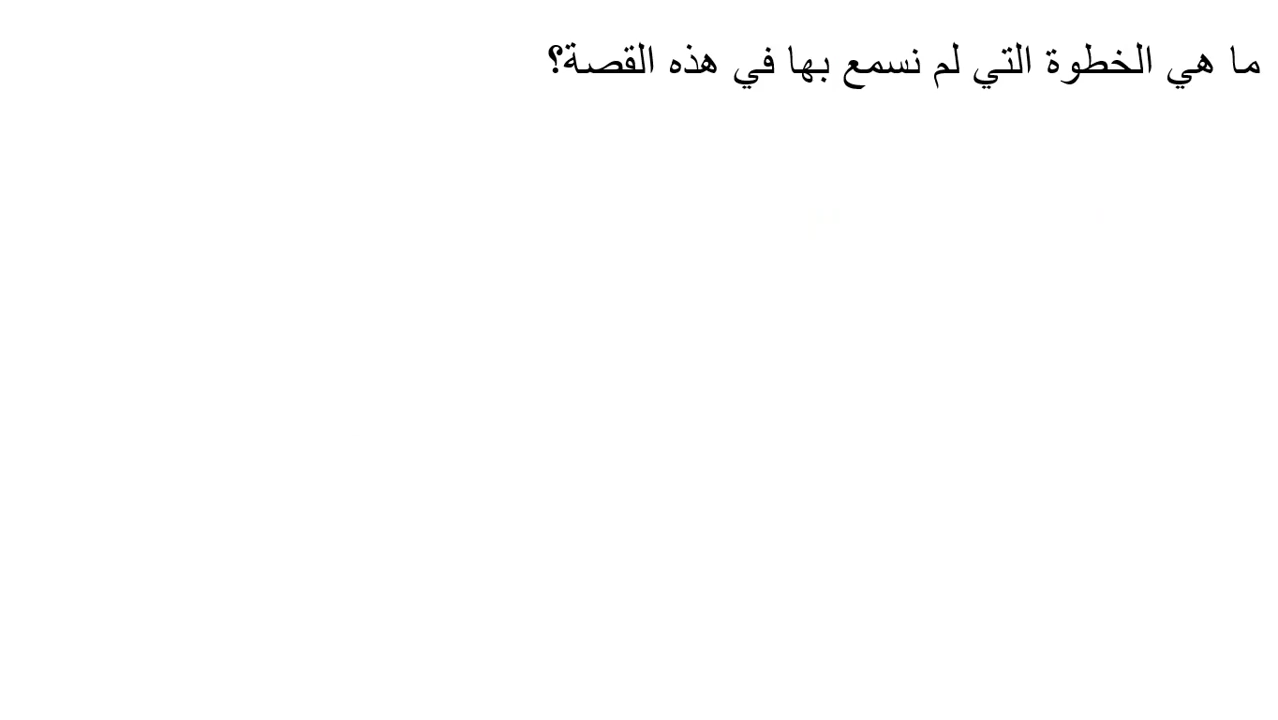 ما هي الخطوة التي لم نسمع بها في هذه القصة؟